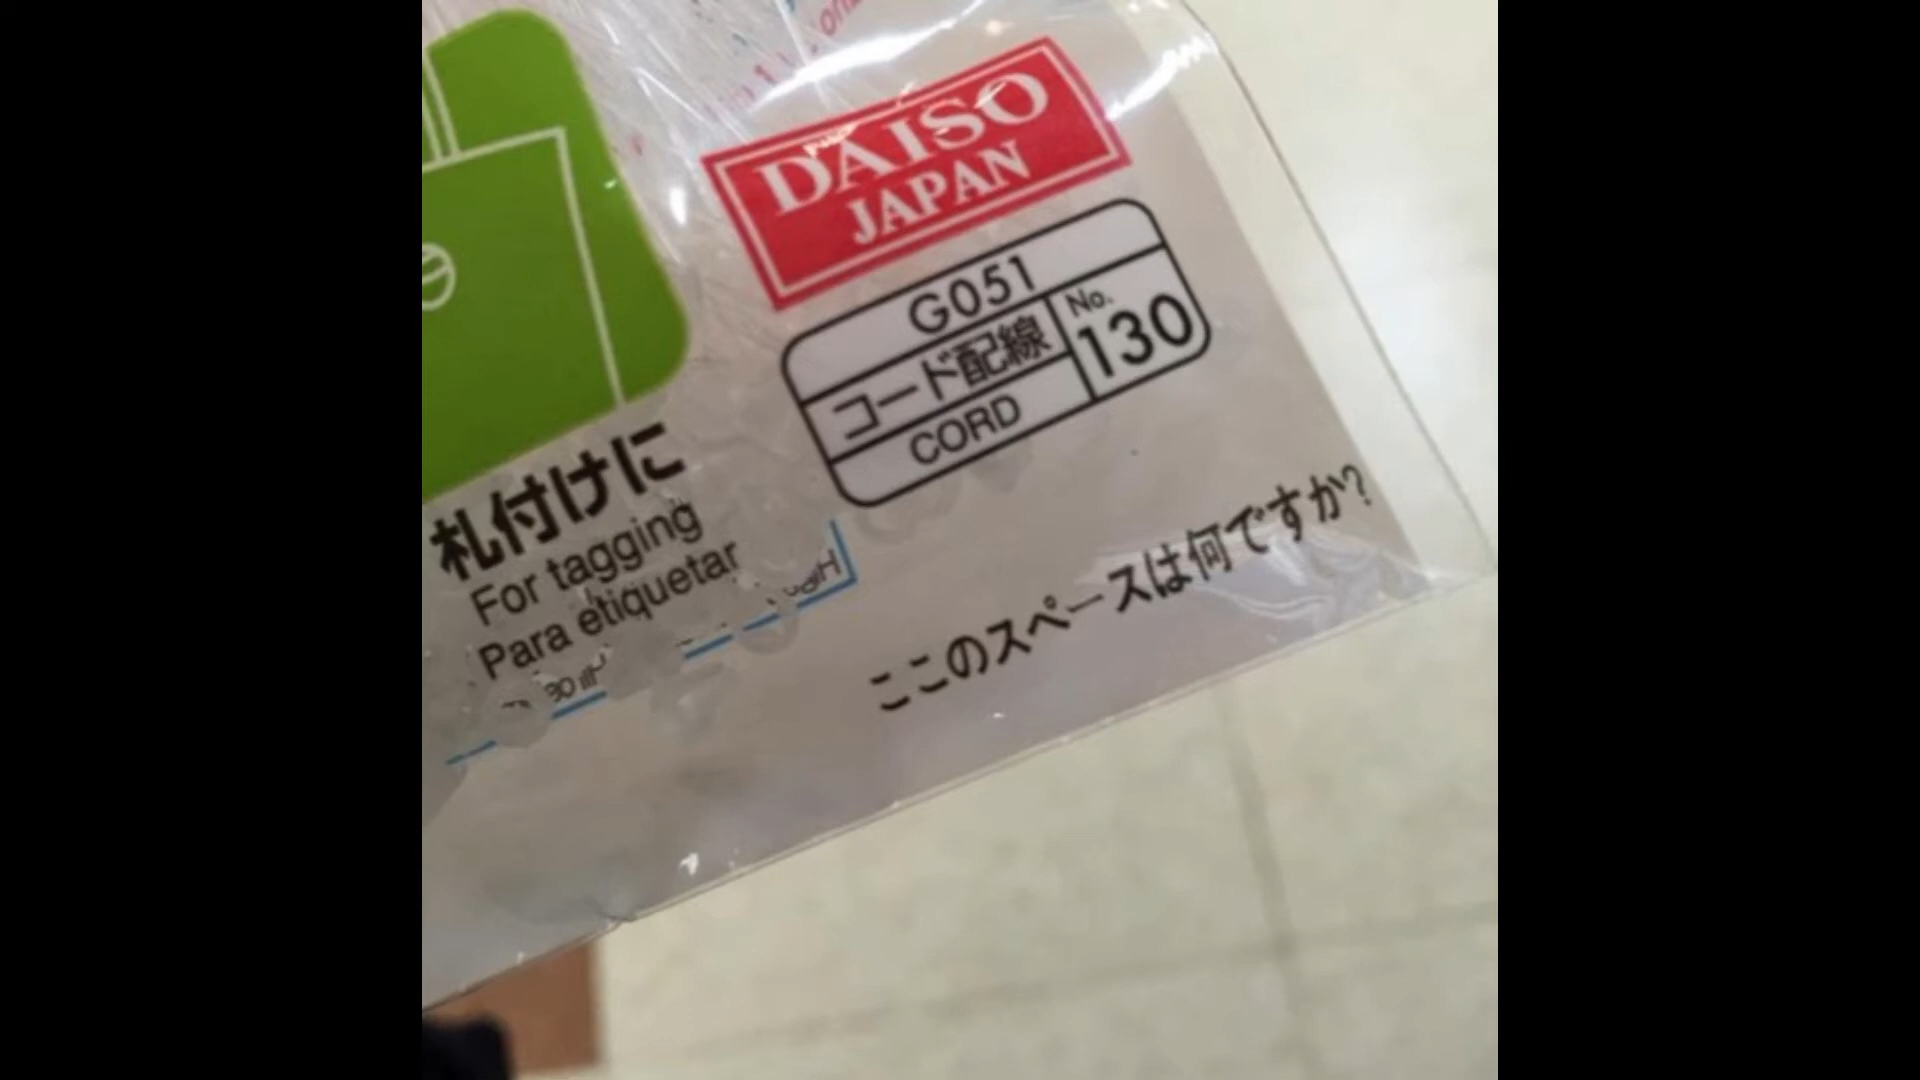 DAISO
JAPAN
G051
コード配線
No.
130
CORD
札付けに
For tagging
Para etiquetar
ここのスペースは何ですか?